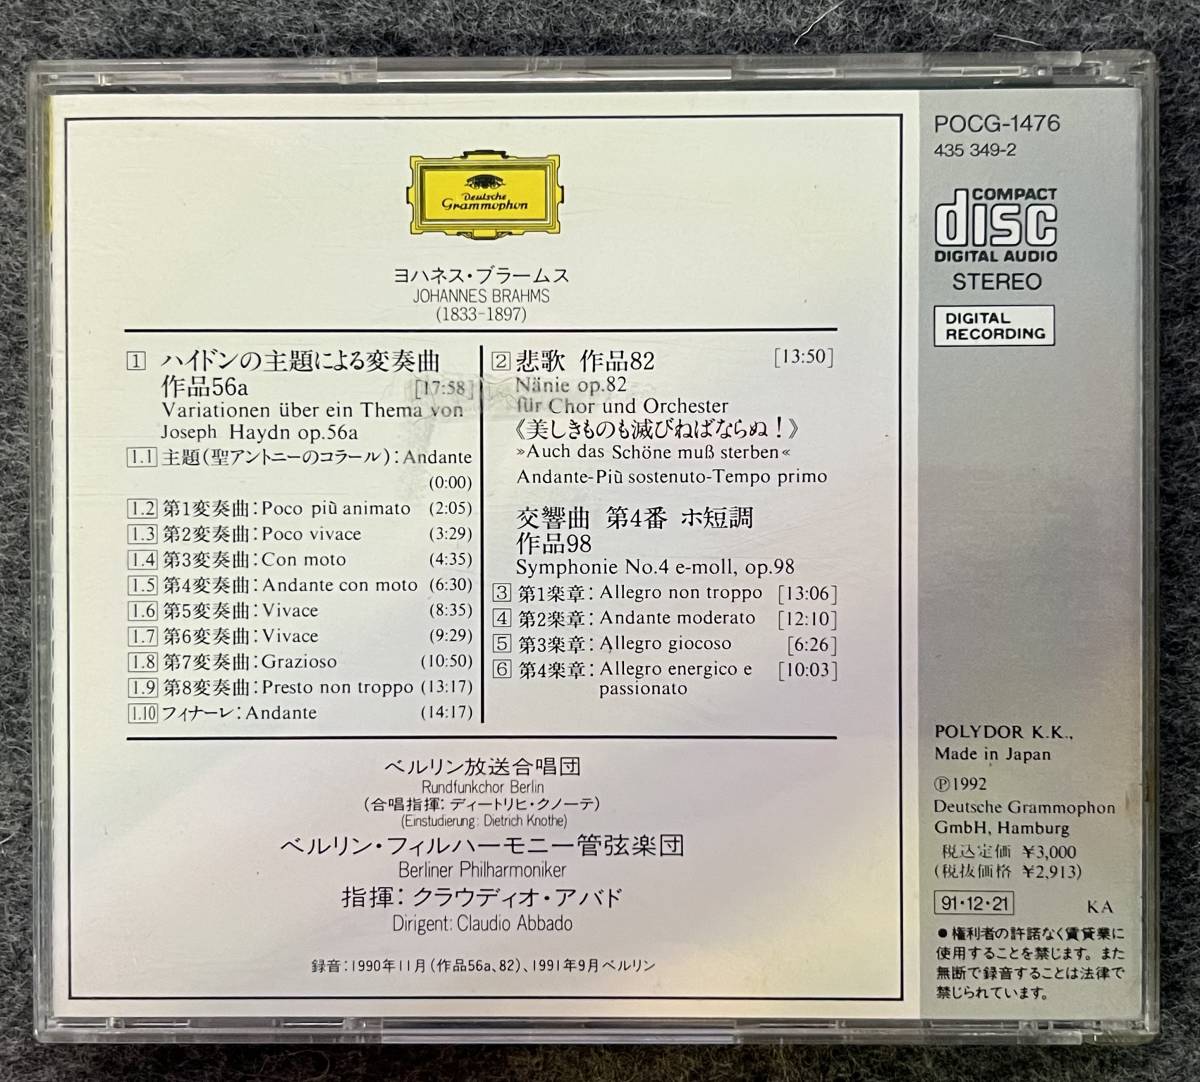 Deutsche
Grammophon
ヨハネス・ブラームス
JOHANNES BRAHMS
(1833-1897)
1 ハイドンの主題による変奏曲
作品56a [17:58]
Variationen über ein Thema von
Joseph Haydn op.56a
1.1 主題(聖アントニーのコラール):Andante
(0:00)
1.2 第1変奏曲:Poco più animato (2:05)
1.3 第2変奏曲:Poco vivace (3:29)
1.4 第3変奏曲:Con moto (4:35)
1.5 第4変奏曲:Andante con moto (6:30)
1.6 第5変奏曲:Vivace (8:35)
1.7 第6変奏曲:Vivace (9:29)
1.8 第7変奏曲:Grazioso (10:50)
1.9 第8変奏曲:Presto non troppo (13:17)
1.10 フィナーレ:Andante (14:17)
2 悲歌 作品82 [13:50]
Nänie op.82
für Chor und Orchester
《美しきものも滅びねばならぬ!》
»Auch das Schöne muß sterben«
Andante-Più sostenuto-Tempo primo
交響曲 第4番 ホ短調
作品98
Symphonie No.4 e-moll, op.98
3 第1楽章:Allegro non troppo [13:06]
4 第2楽章:Andante moderato [12:10]
5 第3楽章:Allegro giocoso [6:26]
6 第4楽章:Allegro energico e [10:03]
passionato
ベルリン放送合唱団
Rundfunkchor Berlin
(合唱指揮:ディートリヒ・クノーテ)
(Einstudierung: Dietrich Knothe)
ベルリン・フィルハーモニー管弦楽団
Berliner Philharmoniker
指揮:クラウディオ・アバド
Dirigent: Claudio Abbado
録音:1990年11月(作品56a、82)、1991年9月ベルリン
POCG-1476
435 349-2
COMPACT
disc
DIGITAL AUDIO
STEREO
DIGITAL
RECORDING
POLYDOR K.K.,
Made in Japan
Ⓟ1992
Deutsche Grammophon
GmbH, Hamburg
税込定価 ¥3,000
(税抜価格 ¥2,913)
91・12・21 KA
●権利者の許諾なく賃貸業に
使用することを禁じます。また
無断で録音することは法律で
禁じられています。